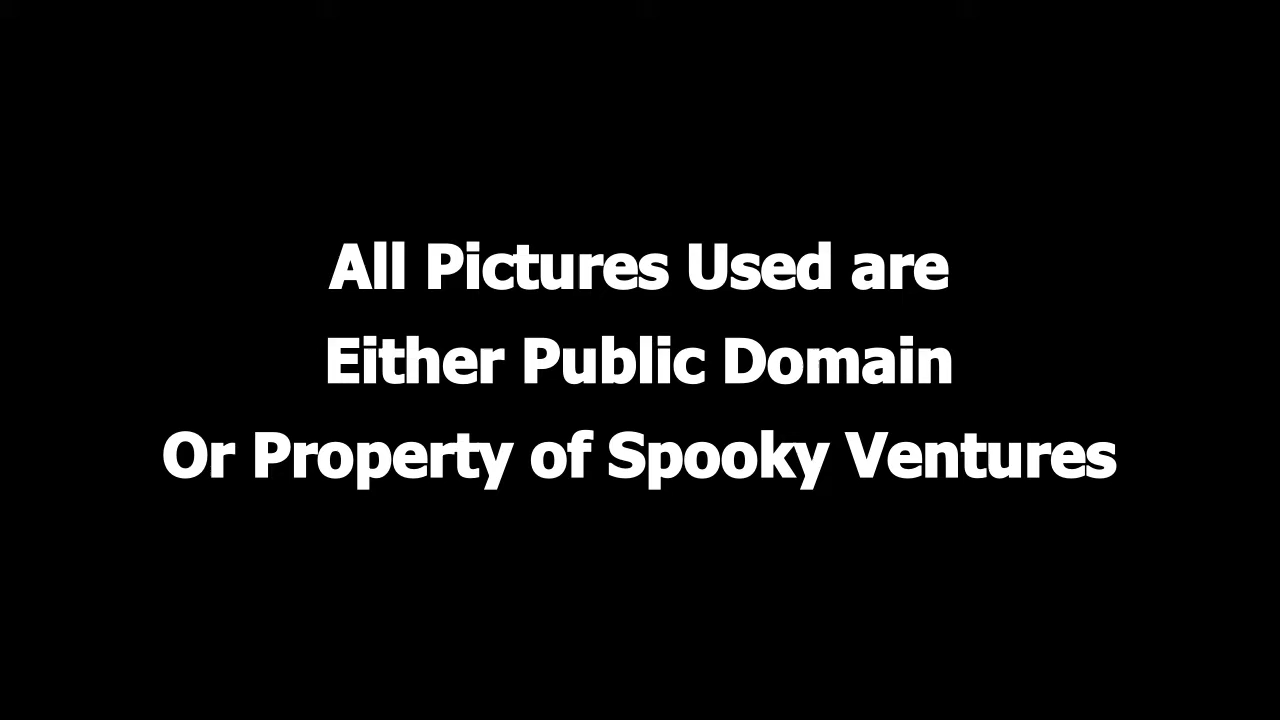 All Pictures Used are
Either Public Domain
Or Property of Spooky Ventures